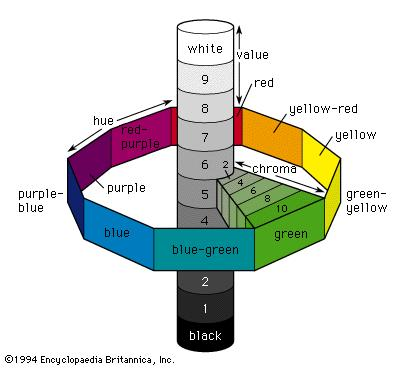 white
value
9
red
8
hue
yellow-red
red-
purple
7
yellow
6
2
chroma
4
6
8
10
purple
5
purple-
blue
green-
yellow
4
blue
blue-green
green
2
1
black
©1994 Encyclopaedia Britannica, Inc.